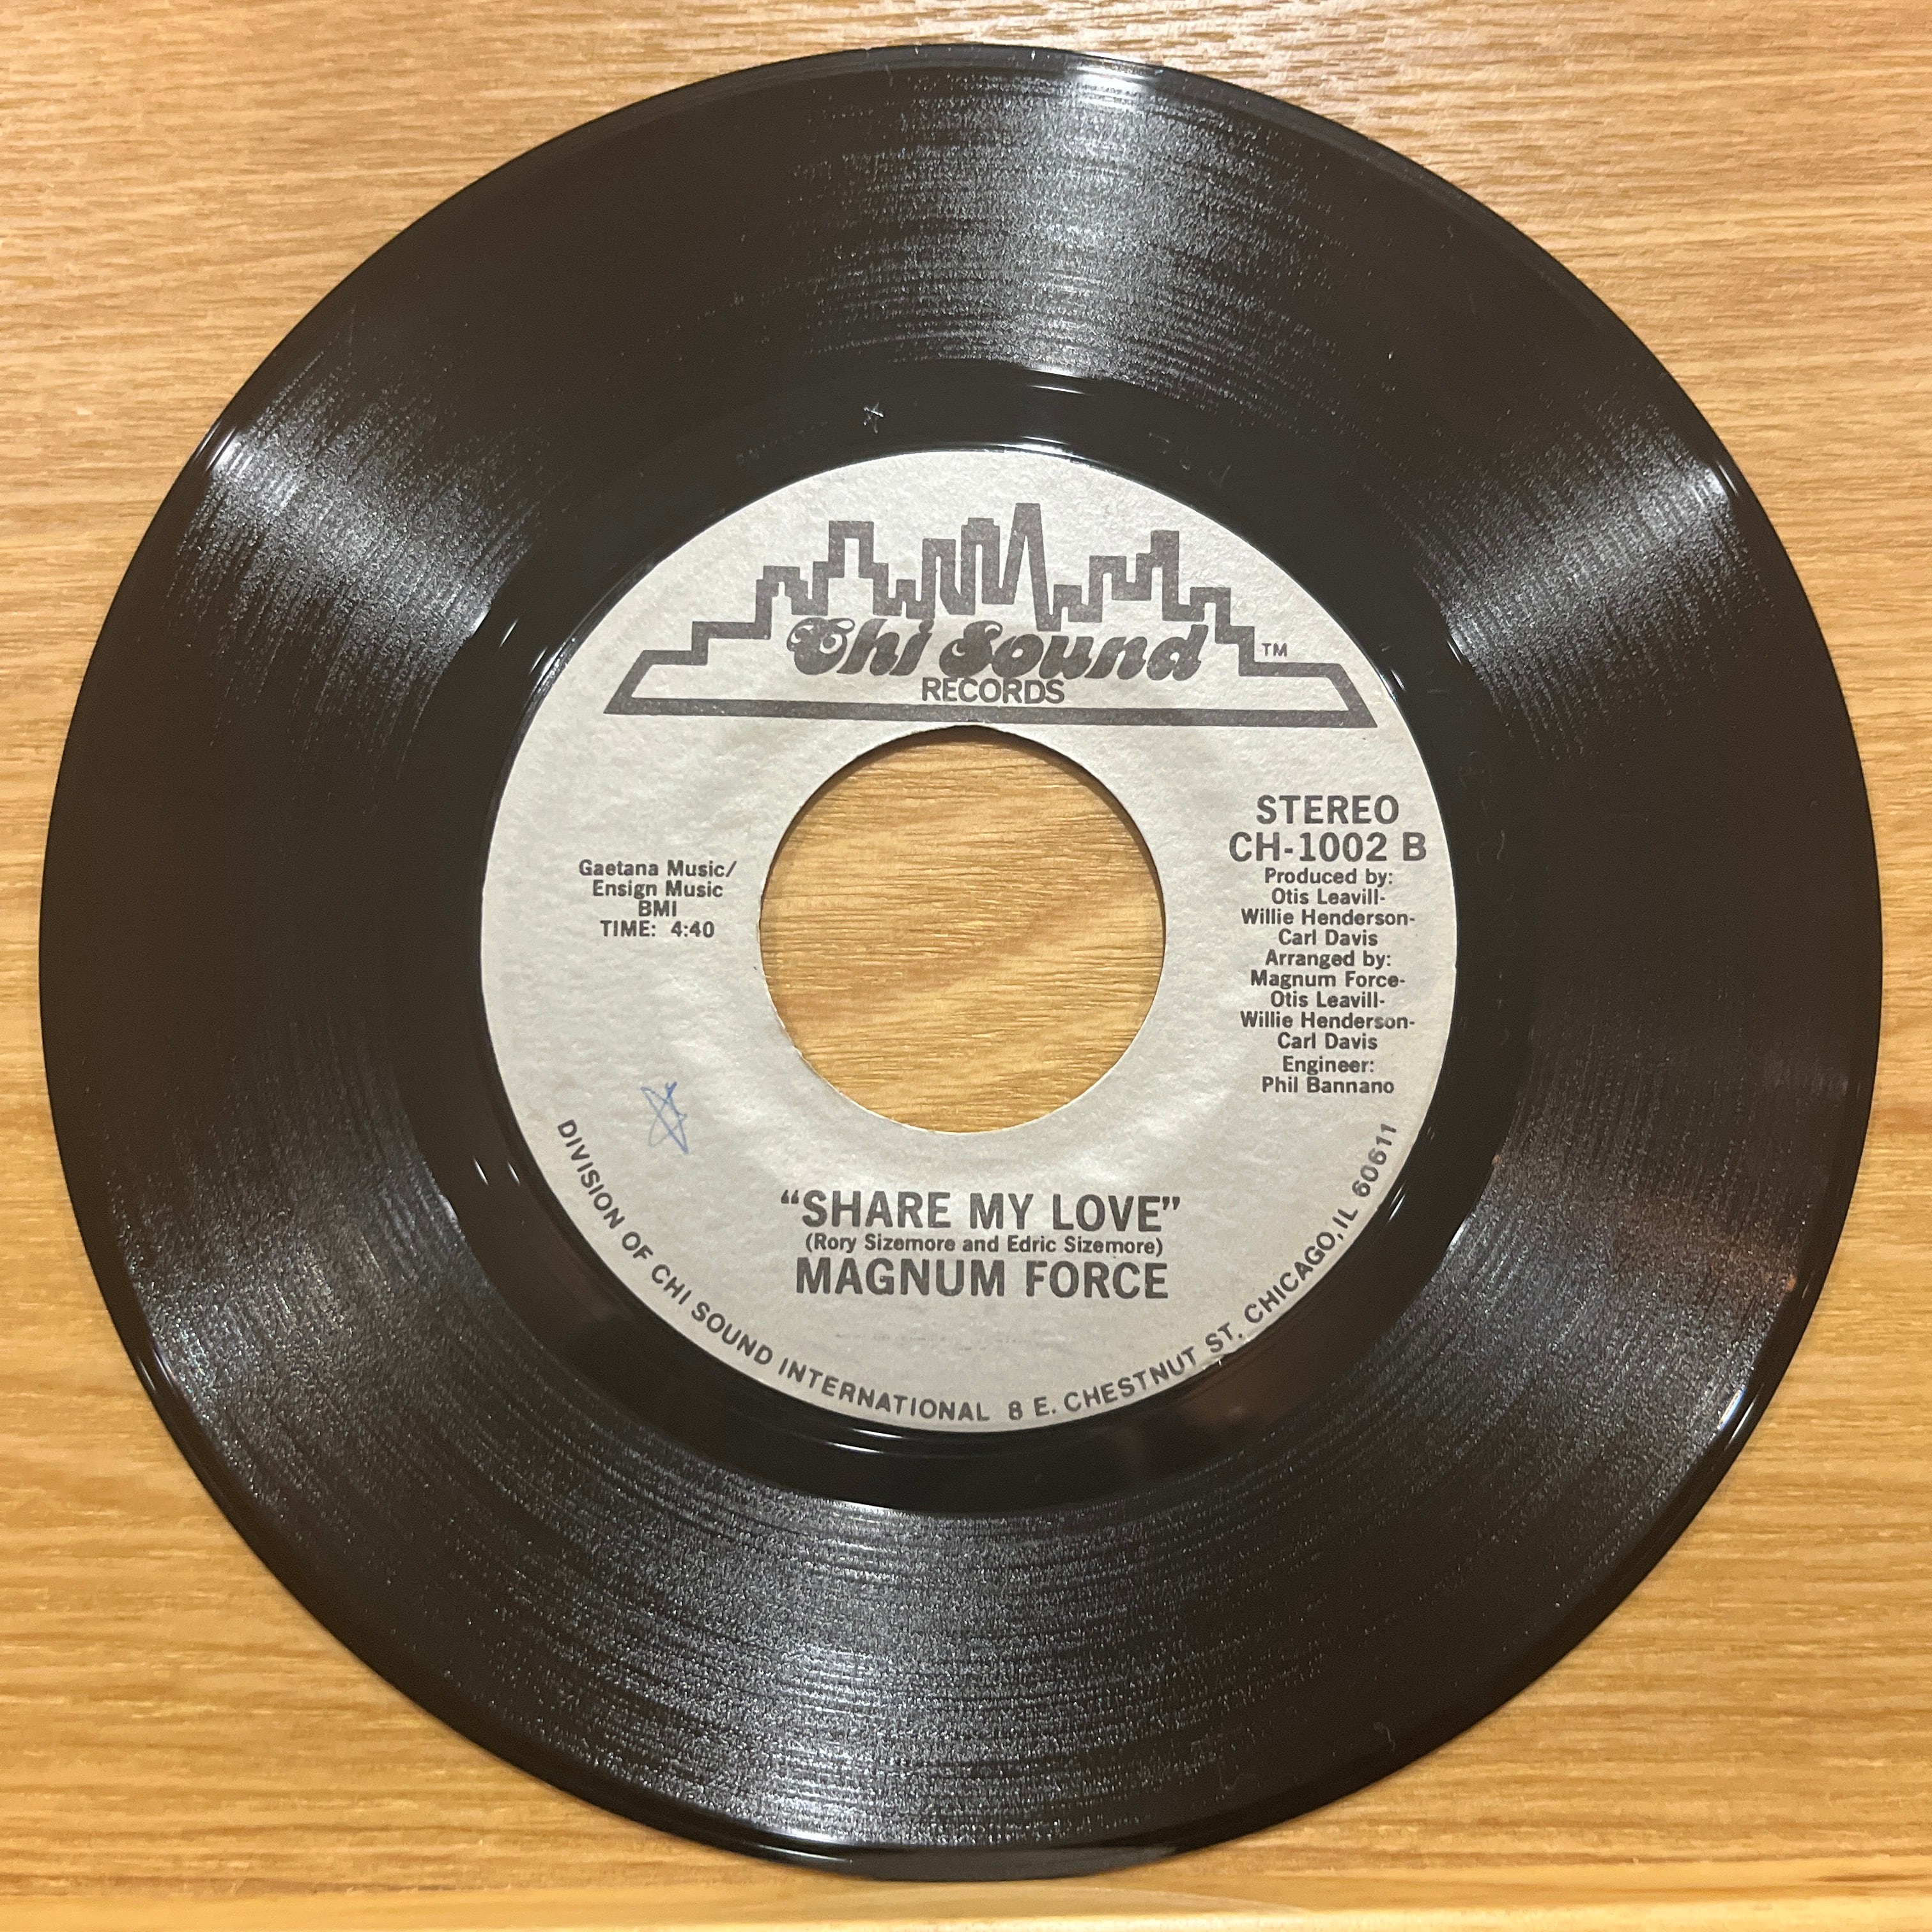 Chi Sound TM
RECORDS
STEREO
CH-1002 B
Produced by:
Otis Leavill-
Willie Henderson-
Carl Davis
Arranged by:
Magnum Force-
Otis Leavill-
Willie Henderson-
Carl Davis
Engineer:
Phil Bannano
Gaetana Music/
Ensign Music
BMI
TIME: 4:40
“SHARE MY LOVE”
(Rory Sizemore and Edric Sizemore)
MAGNUM FORCE
DIVISION OF CHI SOUND INTERNATIONAL 8 E. CHESTNUT ST. CHICAGO, IL 60611